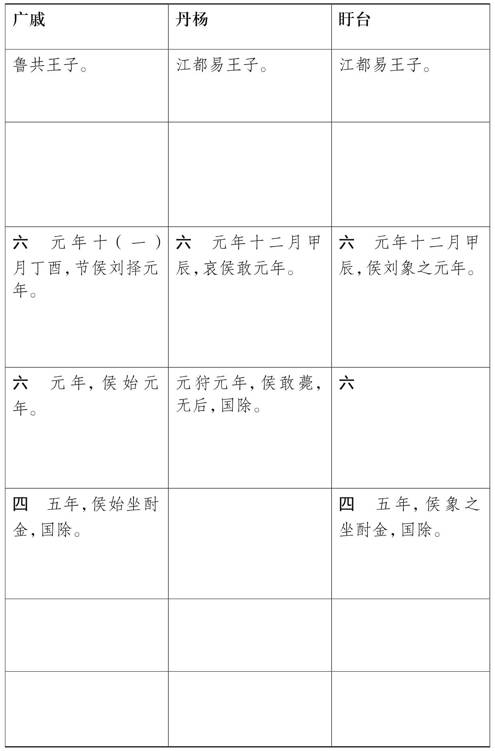 广戚
丹杨
盱台
鲁共王子。
江都易王子。
江都易王子。
六 元年十(一)
月丁酉,节侯刘择元
年。
六 元年十二月甲
辰,哀侯敢元年。
六 元年十二月甲
辰,侯刘象之元年。
六 元年,侯始元
年。
元狩元年,侯敢薨,
无后,国除。
六
四 五年,侯始坐酎
金,国除。
四 五年,侯象之
坐酎金,国除。